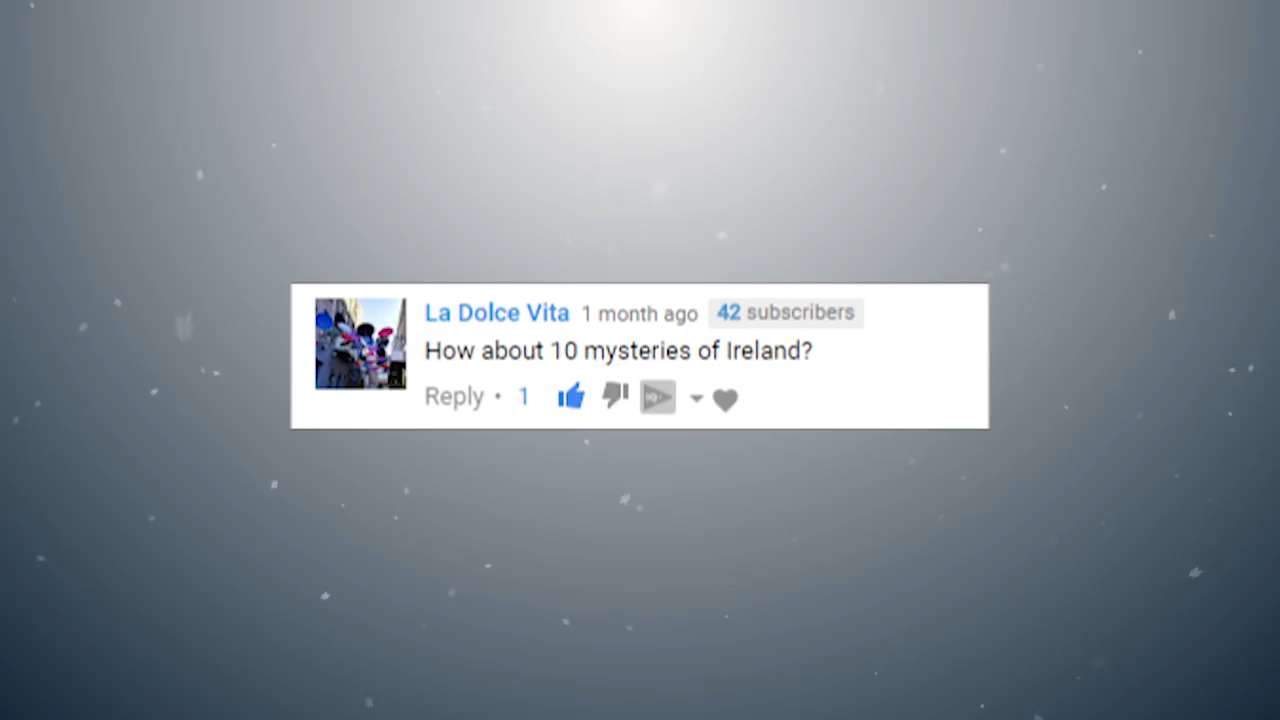 La Dolce Vita 1 month ago 42 subscribers
How about 10 mysteries of Ireland?
Reply • 1